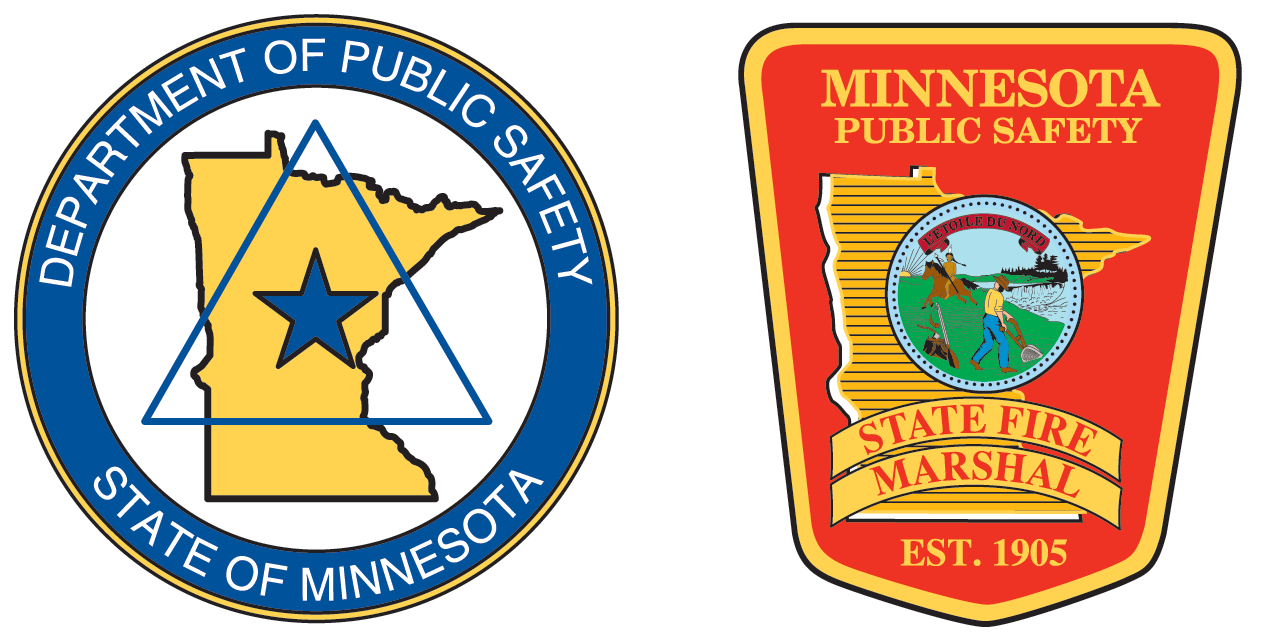 DEPARTMENT OF PUBLIC SAFETY
STATE OF MINNESOTA
MINNESOTA
PUBLIC SAFETY
L'ETOILE DU NORD
STATE FIRE
MARSHAL
EST. 1905